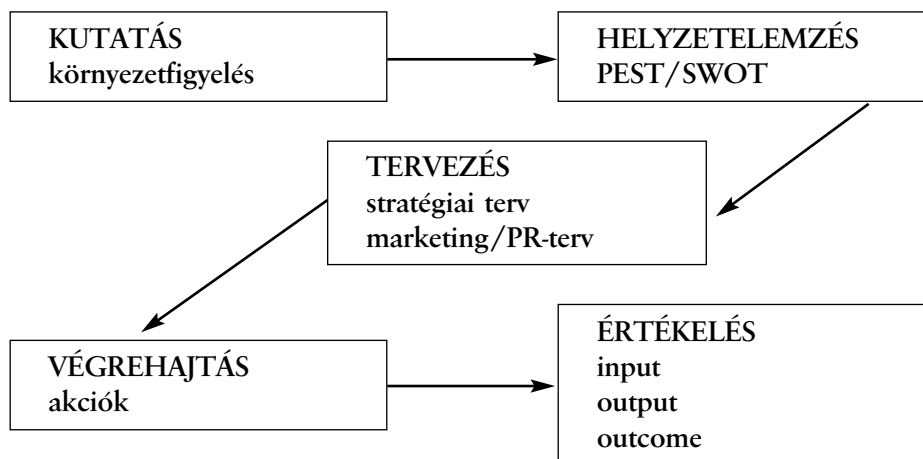 KUTATÁS
környezetfigyelés
HELYZETELEMZÉS
PEST/SWOT
TERVEZÉS
stratégiai terv
marketing/PR-terv
VÉGREHAJTÁS
akciók
ÉRTÉKELÉS
input
output
outcome